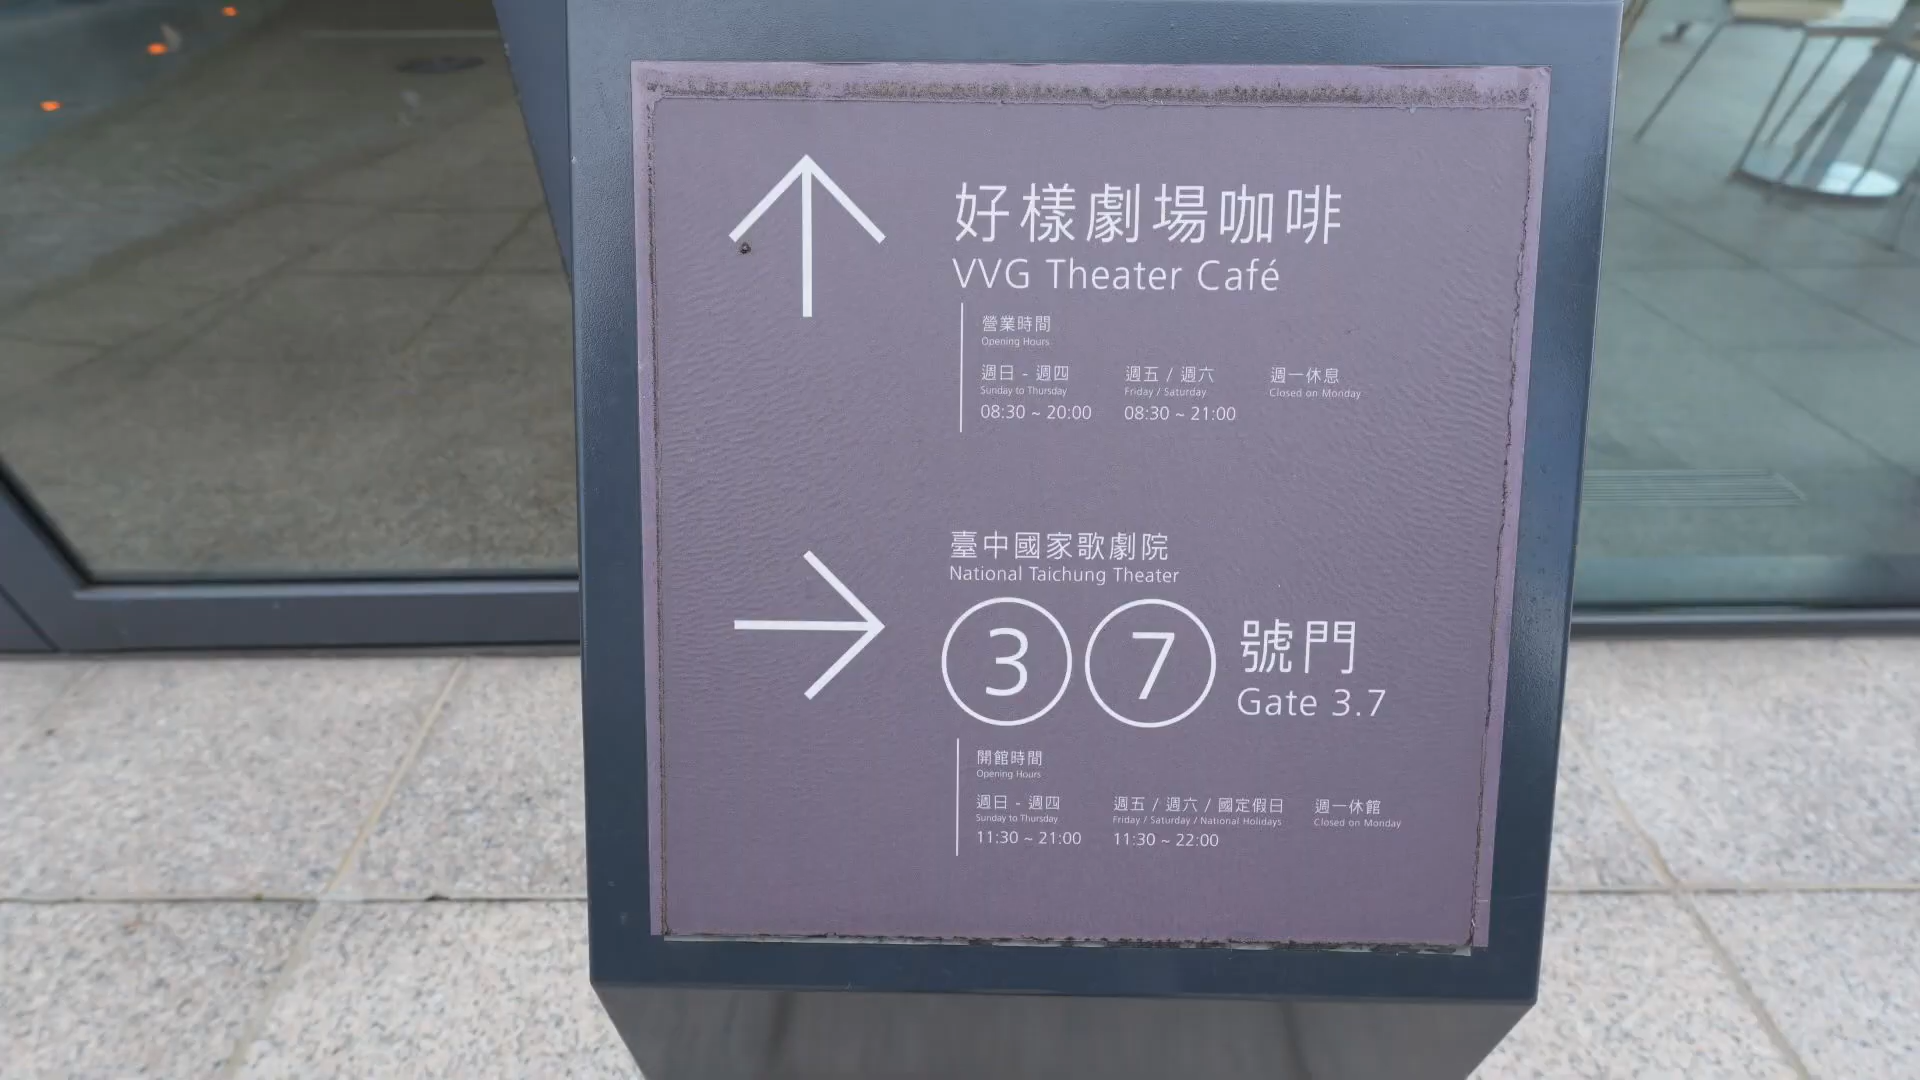 好樣劇場咖啡
VVG Theater Café
營業時間
Opening Hours
週日 - 週四 週五 / 週六 週一休息
Sunday to Thursday Friday / Saturday Closed on Monday
08:30 ~ 20:00 08:30 ~ 21:00
臺中國家歌劇院
National Taichung Theater
3 7 號門
Gate 3.7
開館時間
Opening Hours
週日 - 週四 週五 / 週六 / 國定假日 週一休館
Sunday to Thursday Friday / Saturday / National Holidays Closed on Monday
11:30 ~ 21:00 11:30 ~ 22:00